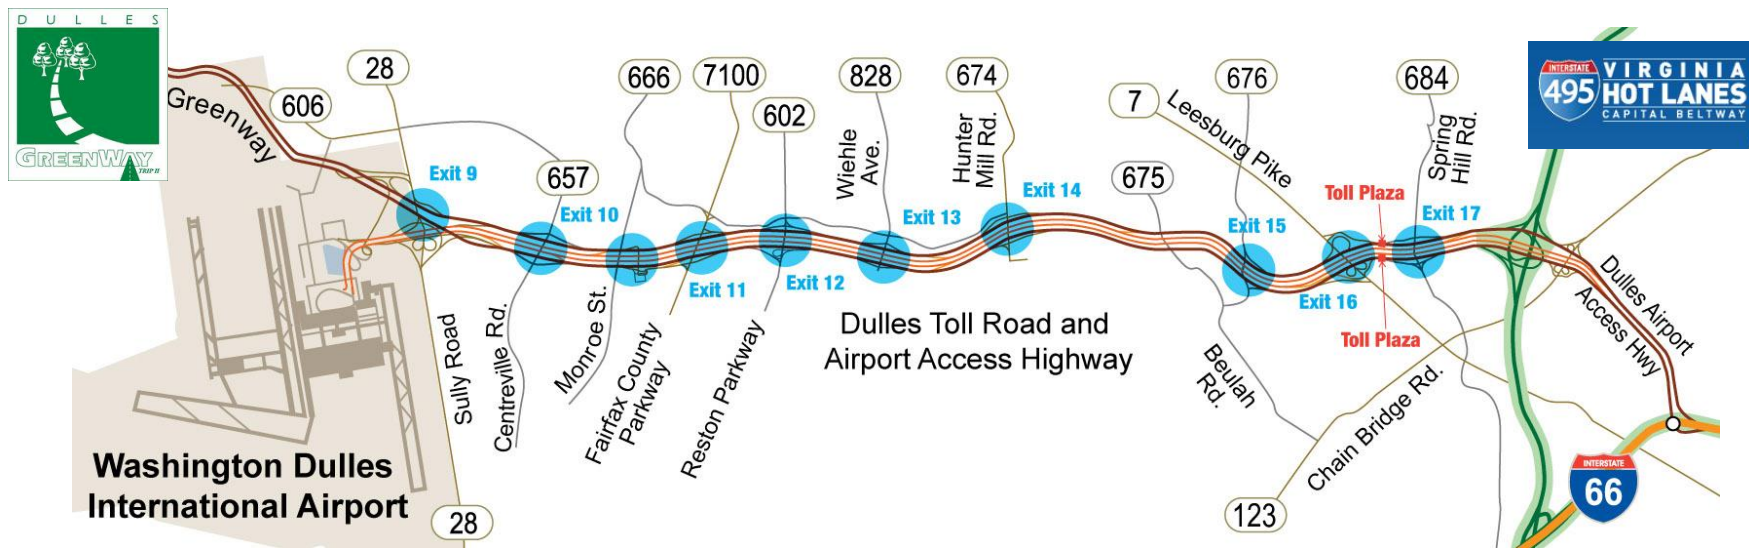 DULLES
GREENWAY
TRIP II
Greenway
606
28
666
7100
602
828
674
7
676
684
657
675
Exit 9
Exit 10
Exit 11
Exit 12
Exit 13
Exit 14
Exit 15
Exit 16
Exit 17
Toll Plaza
Toll Plaza
Wiehle
Ave.
Hunter
Mill Rd.
Leesburg Pike
Spring
Hill Rd.
INTERSTATE
495
VIRGINIA
HOT LANES
CAPITAL BELTWAY
Sully Road
Centreville Rd.
Monroe St.
Fairfax County
Parkway
Reston Parkway
Dulles Toll Road and
Airport Access Highway
Beulah
Rd.
Chain Bridge Rd.
Dulles Airport
Access Hwy
Washington Dulles
International Airport
28
123
INTERSTATE
66